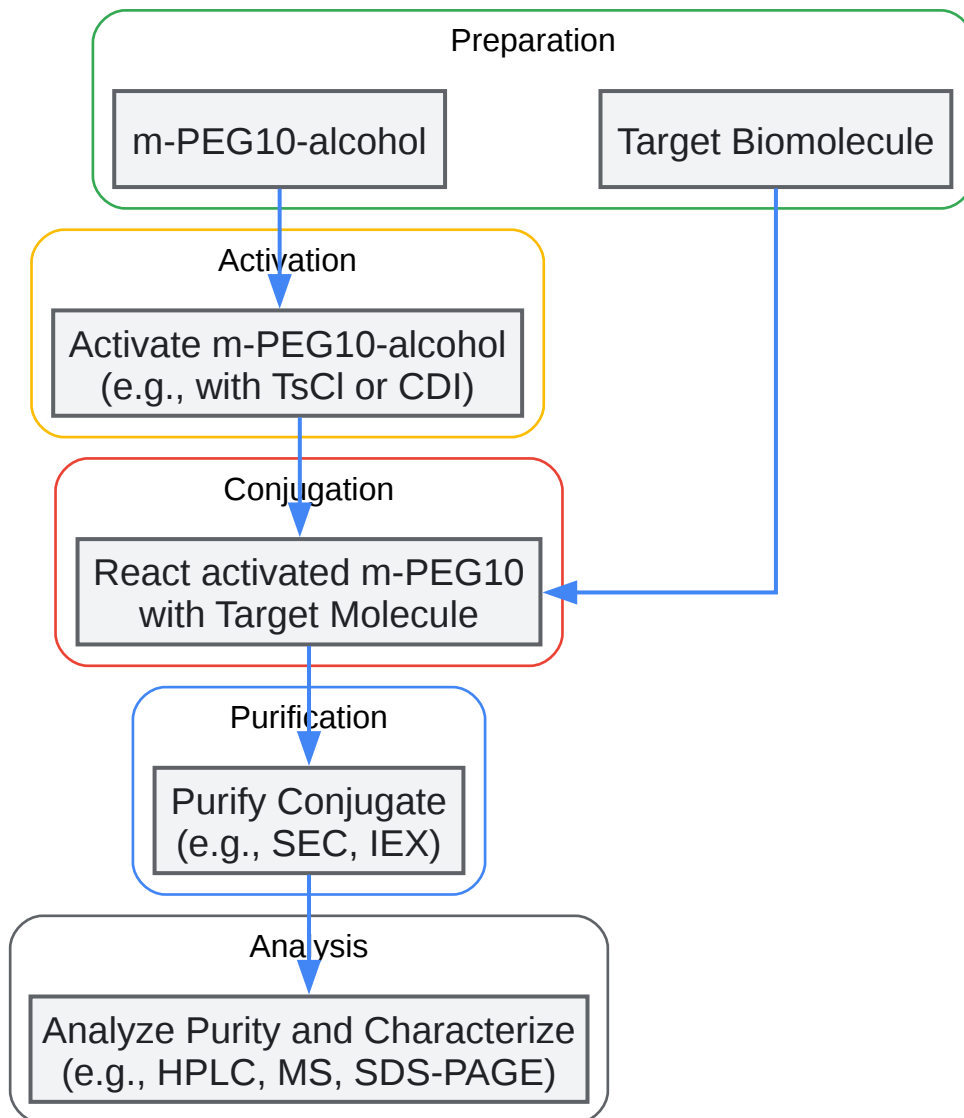 Preparation
m-PEG10-alcohol
Target Biomolecule
Activation
Activate m-PEG10-alcohol
(e.g., with TsCl or CDI)
Conjugation
React activated m-PEG10
with Target Molecule
Purification
Purify Conjugate
(e.g., SEC, IEX)
Analysis
Analyze Purity and Characterize
(e.g., HPLC, MS, SDS-PAGE)